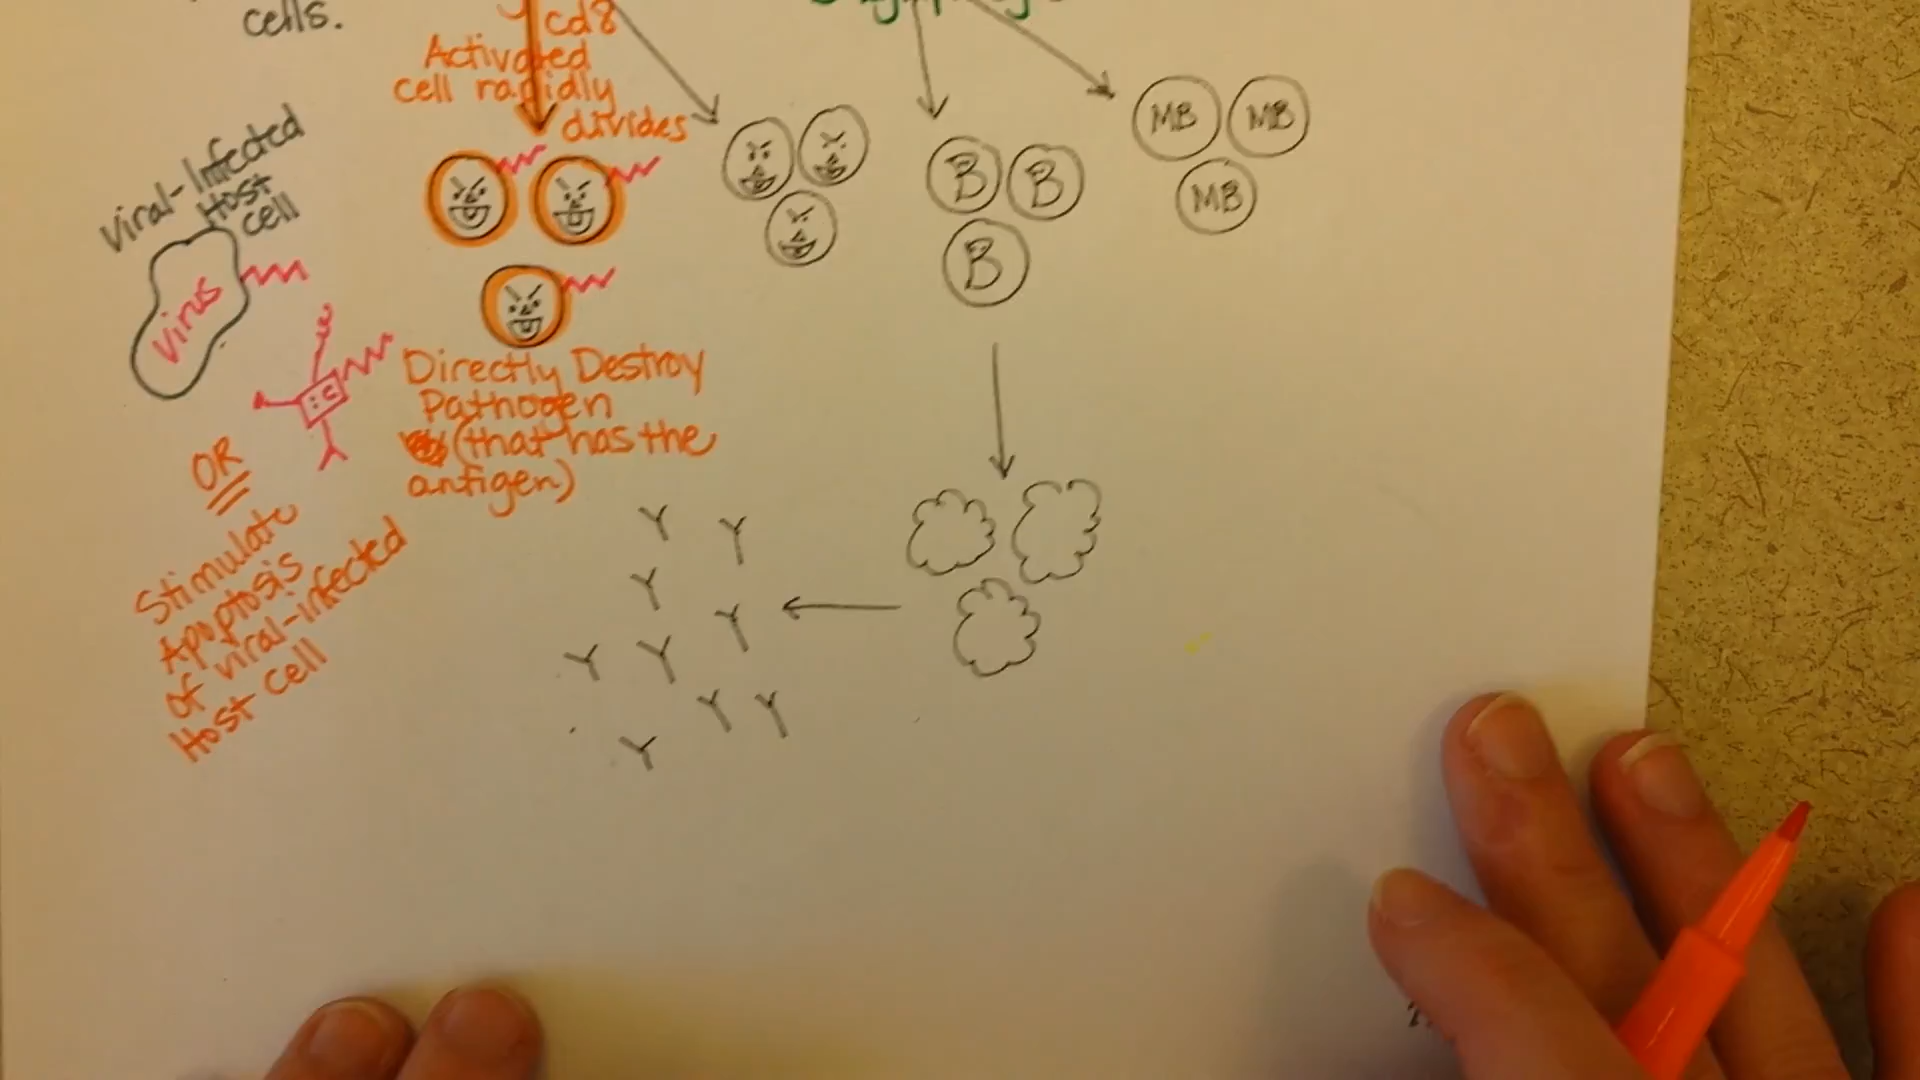 cells.
cd8
Activated
cell rapidly
divides
Viral-Infected
Host
cell
Virus
MB MB
MB
B B
B
Directly Destroy
Pathogen
(that has the
antigen)
OR
Stimulate
Apoptosis
of viral-infected
Host cell